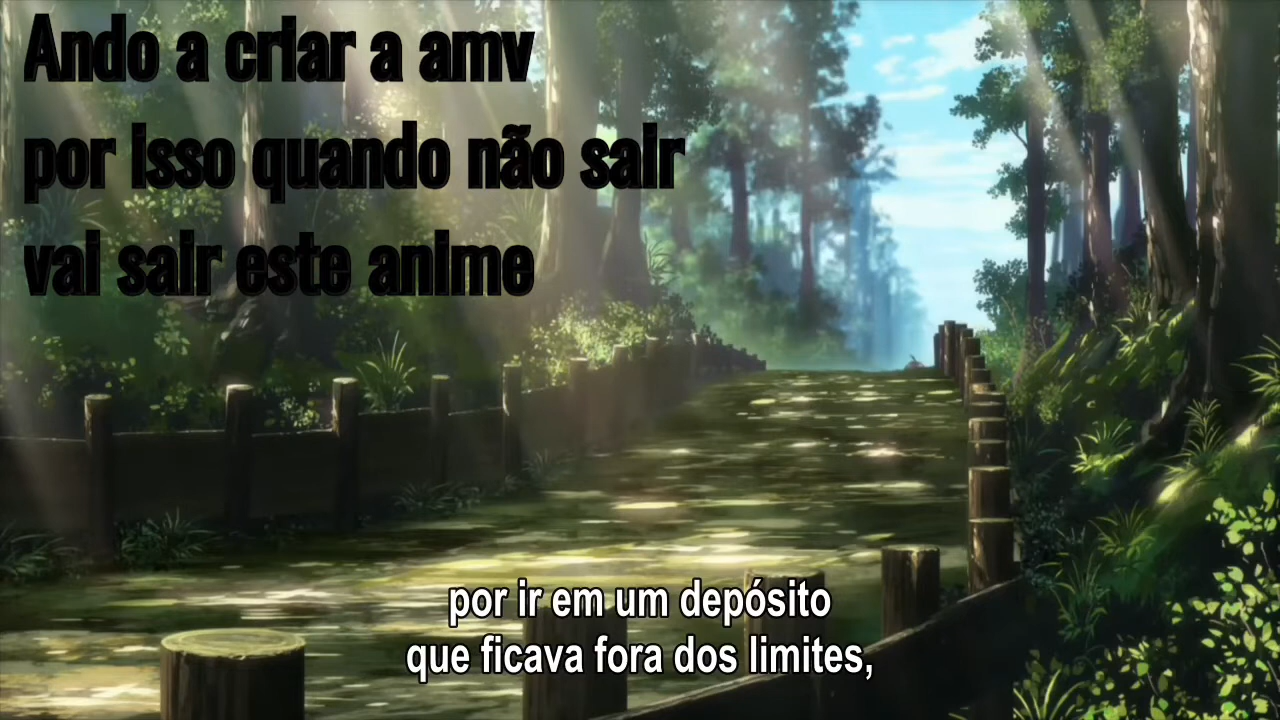 Ando a criar a amv
por isso quando não sair
vai sair este anime
por ir em um depósito
que ficava fora dos limites,